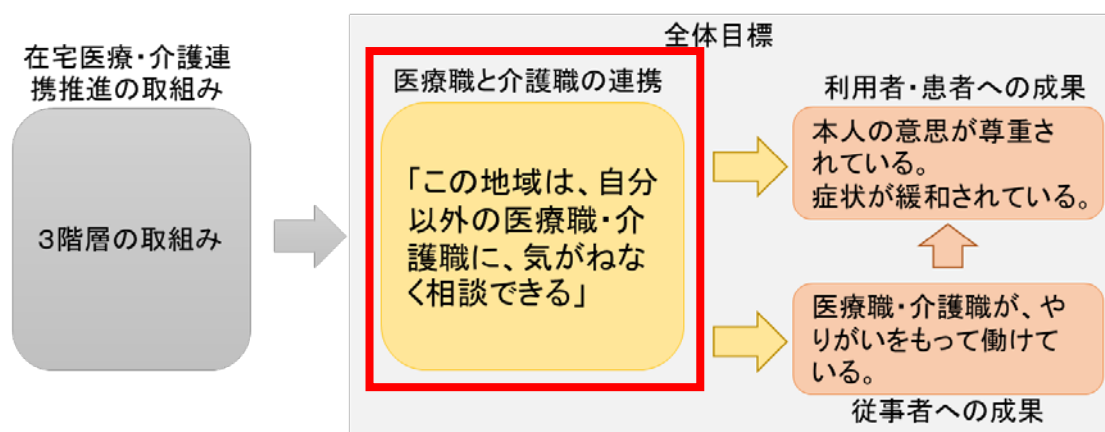 在宅医療・介護連
携推進の取組み
3階層の取組み
全体目標
医療職と介護職の連携
「この地域は、自分
以外の医療職・介
護職に、気がねな
く相談できる」
利用者・患者への成果
本人の意思が尊重さ
れている。
症状が緩和されている。
医療職・介護職が、や
りがいをもって働けて
いる。
従事者への成果